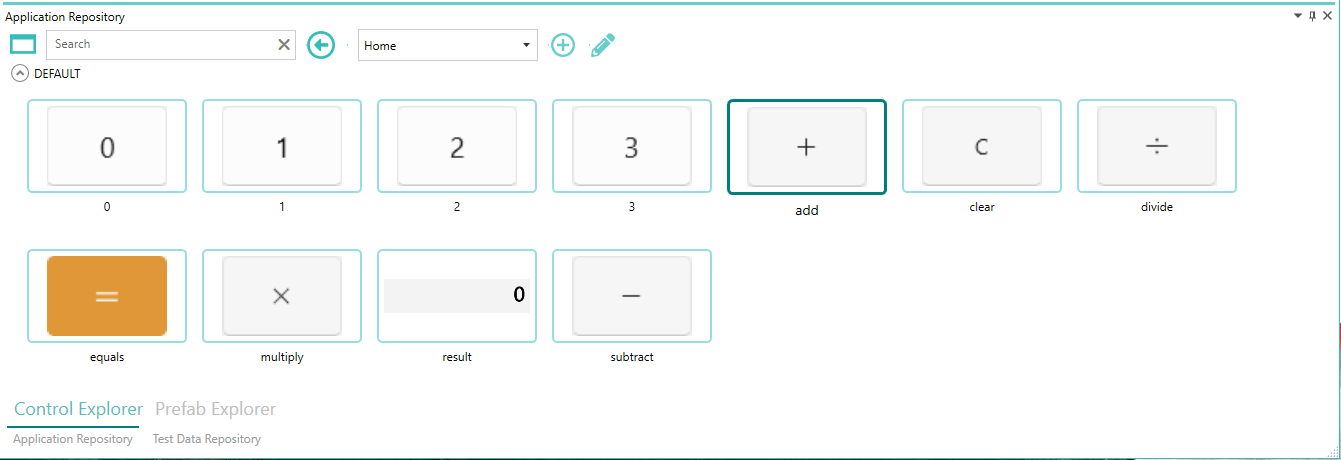 Application Repository
Search
Home
DEFAULT
0 1 2 3 + C ÷
0 1 2 3 add clear divide
= × 0 −
equals multiply result subtract
Control Explorer Prefab Explorer
Application Repository Test Data Repository